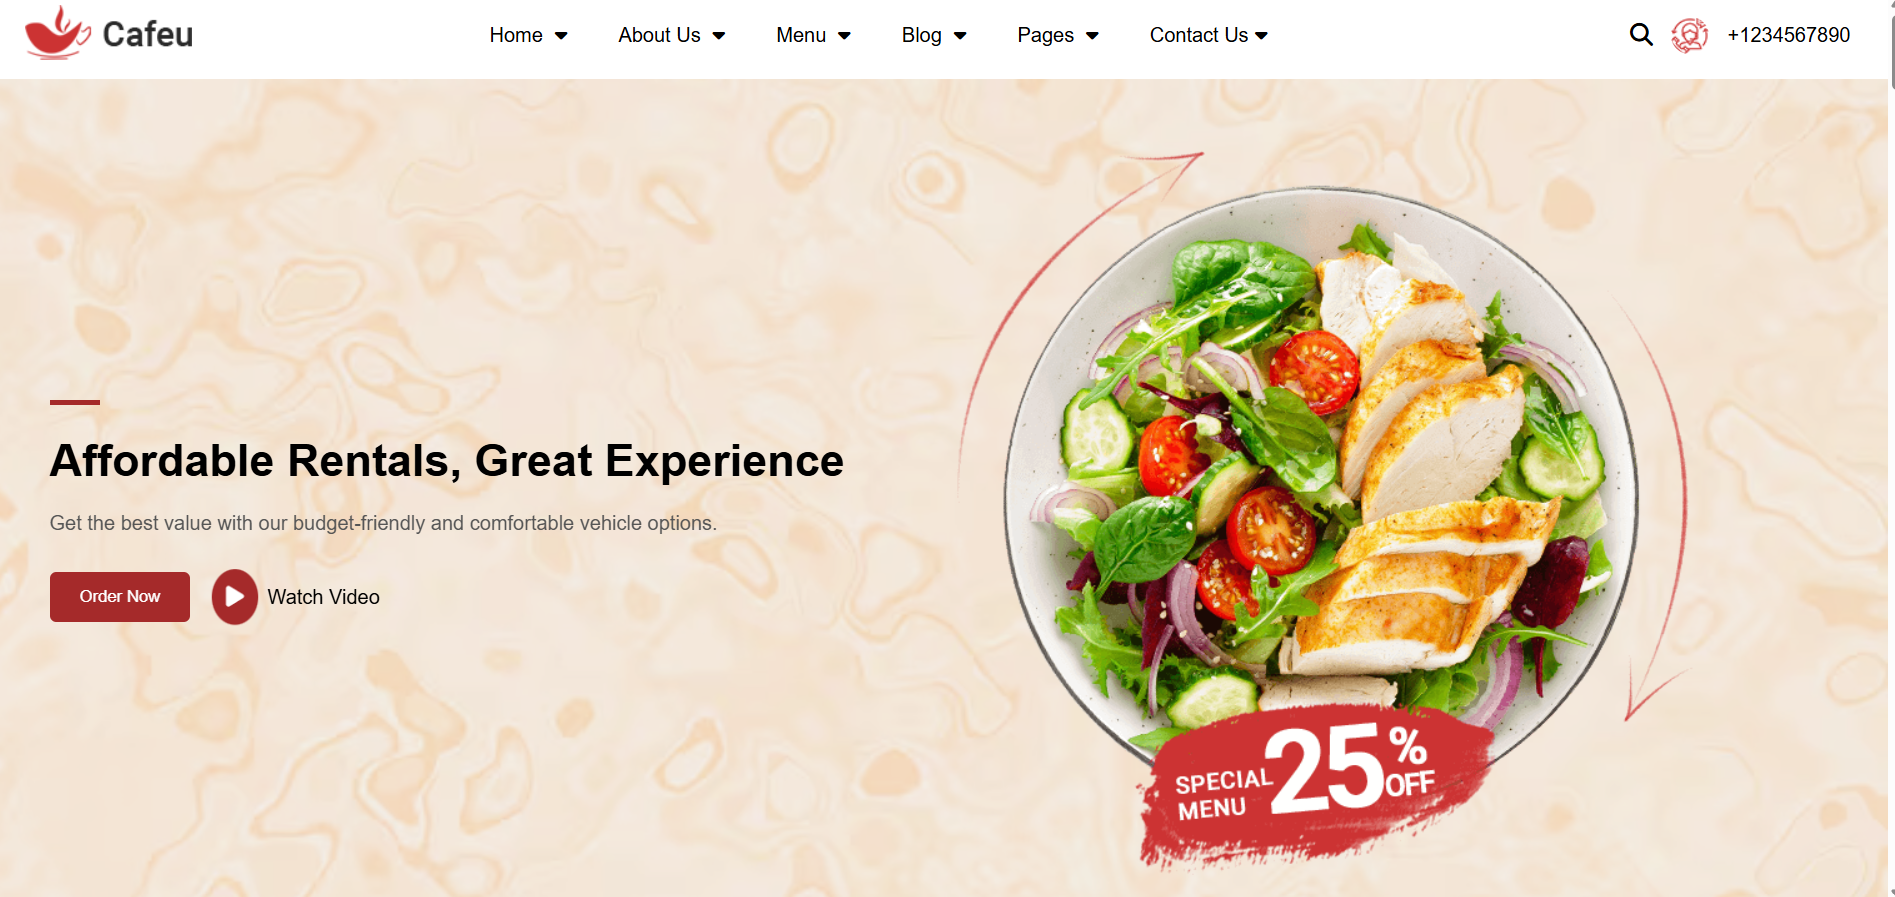 Cafeu
Home
About Us
Menu
Blog
Pages
Contact Us
+1234567890
Affordable Rentals, Great Experience
Get the best value with our budget-friendly and comfortable vehicle options.
Order Now
Watch Video
SPECIAL
MENU
25%
OFF